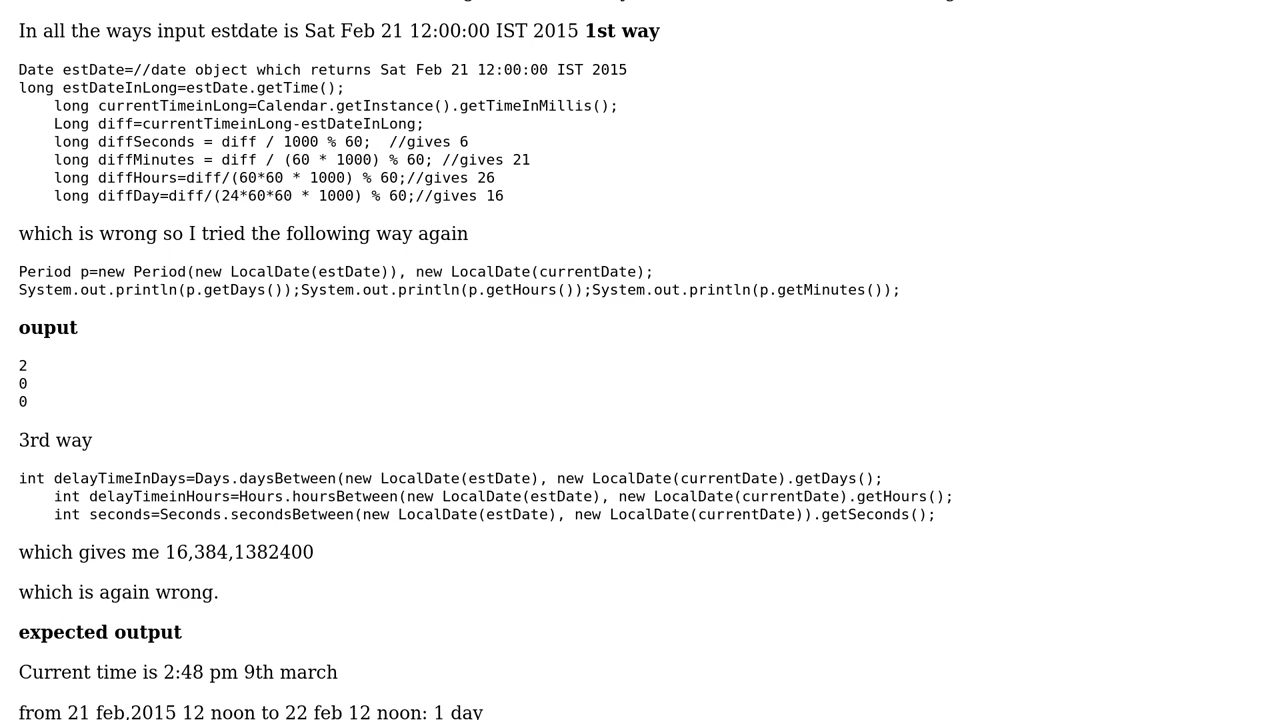 In all the ways input estdate is Sat Feb 21 12:00:00 IST 2015 1st way
Date estDate=//date object which returns Sat Feb 21 12:00:00 IST 2015
long estDateInLong=estDate.getTime();
    long currentTimeinLong=Calendar.getInstance().getTimeInMillis();
    Long diff=currentTimeinLong-estDateInLong;
    long diffSeconds = diff / 1000 % 60;  //gives 6
    long diffMinutes = diff / (60 * 1000) % 60; //gives 21
    long diffHours=diff/(60*60 * 1000) % 60;//gives 26
    long diffDay=diff/(24*60*60 * 1000) % 60;//gives 16
which is wrong so I tried the following way again
Period p=new Period(new LocalDate(estDate)), new LocalDate(currentDate);
System.out.println(p.getDays());System.out.println(p.getHours());System.out.println(p.getMinutes());
ouput
2
0
0
3rd way
int delayTimeInDays=Days.daysBetween(new LocalDate(estDate), new LocalDate(currentDate).getDays();
    int delayTimeinHours=Hours.hoursBetween(new LocalDate(estDate), new LocalDate(currentDate).getHours();
    int seconds=Seconds.secondsBetween(new LocalDate(estDate), new LocalDate(currentDate)).getSeconds();
which gives me 16,384,1382400
which is again wrong.
expected output
Current time is 2:48 pm 9th march
from 21 feb,2015 12 noon to 22 feb 12 noon: 1 day